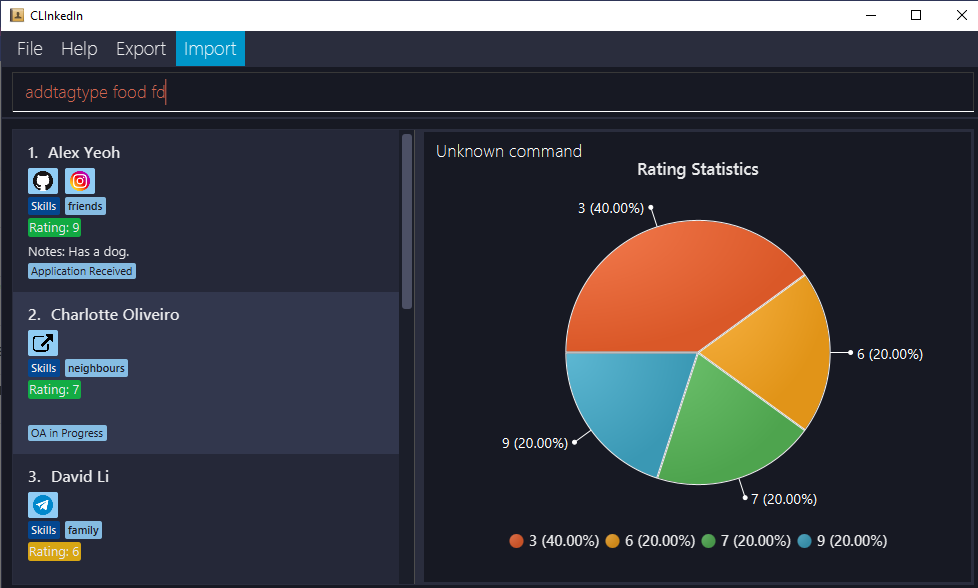 CLInkedIn
File Help Export Import
addtagtype food fd
1. Alex Yeoh
Skills friends
Rating: 9
Notes: Has a dog.
Application Received
2. Charlotte Oliveiro
Skills neighbours
Rating: 7
OA in Progress
3. David Li
Skills family
Rating: 6
Unknown command
Rating Statistics
3 (40.00%)
6 (20.00%)
9 (20.00%)
7 (20.00%)
3 (40.00%) 6 (20.00%) 7 (20.00%) 9 (20.00%)